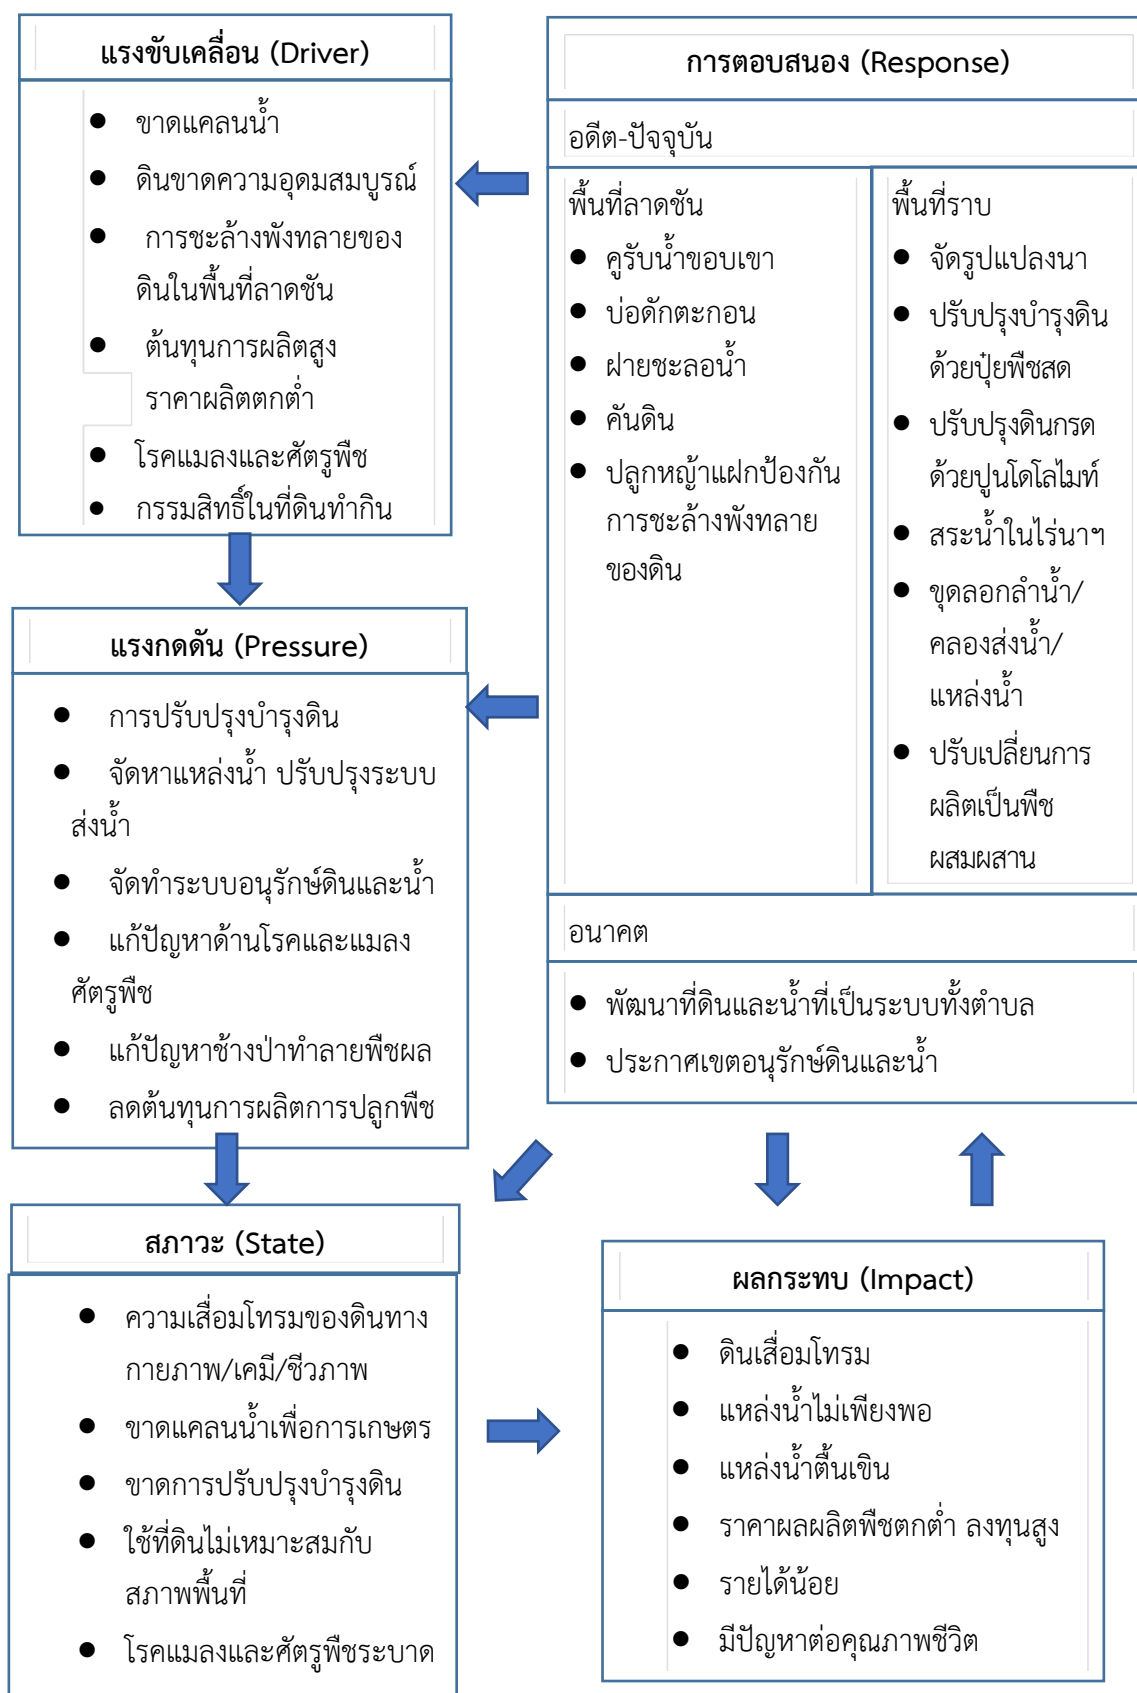 แรงขับเคลื่อน (Driver)
ขาดแคลนน้ำ
ดินขาดความอุดมสมบูรณ์
การชะล้างพังทลายของ
ดินในพื้นที่ลาดชัน
ต้นทุนการผลิตสูง
ราคาผลิตตกต่ำ
โรคแมลงและศัตรูพืช
กรรมสิทธิ์ในที่ดินทำกิน
การตอบสนอง (Response)
อดีต-ปัจจุบัน
พื้นที่ลาดชัน
คูรับน้ำขอบเขา
บ่อดักตะกอน
ฝายชะลอน้ำ
คันดิน
ปลูกหญ้าแฝกป้องกัน
การชะล้างพังทลาย
ของดิน
พื้นที่ราบ
จัดรูปแปลงนา
ปรับปรุงบำรุงดิน
ด้วยปุ๋ยพืชสด
ปรับปรุงดินกรด
ด้วยปูนโดโลไมท์
สระน้ำในไร่นาฯ
ขุดลอกลำน้ำ/
คลองส่งน้ำ/
แหล่งน้ำ
ปรับเปลี่ยนการ
ผลิตเป็นพืช
ผสมผสาน
อนาคต
พัฒนาที่ดินและน้ำที่เป็นระบบทั้งตำบล
ประกาศเขตอนุรักษ์ดินและน้ำ
แรงกดดัน (Pressure)
การปรับปรุงบำรุงดิน
จัดหาแหล่งน้ำ ปรับปรุงระบบ
ส่งน้ำ
จัดทำระบบอนุรักษ์ดินและน้ำ
แก้ปัญหาด้านโรคและแมลง
ศัตรูพืช
แก้ปัญหาช้างป่าทำลายพืชผล
ลดต้นทุนการผลิตการปลูกพืช
สภาวะ (State)
ความเสื่อมโทรมของดินทาง
กายภาพ/เคมี/ชีวภาพ
ขาดแคลนน้ำเพื่อการเกษตร
ขาดการปรับปรุงบำรุงดิน
ใช้ที่ดินไม่เหมาะสมกับ
สภาพพื้นที่
โรคแมลงและศัตรูพืชระบาด
ผลกระทบ (Impact)
ดินเสื่อมโทรม
แหล่งน้ำไม่เพียงพอ
แหล่งน้ำตื้นเขิน
ราคาผลผลิตพืชตกต่ำ ลงทุนสูง
รายได้น้อย
มีปัญหาต่อคุณภาพชีวิต